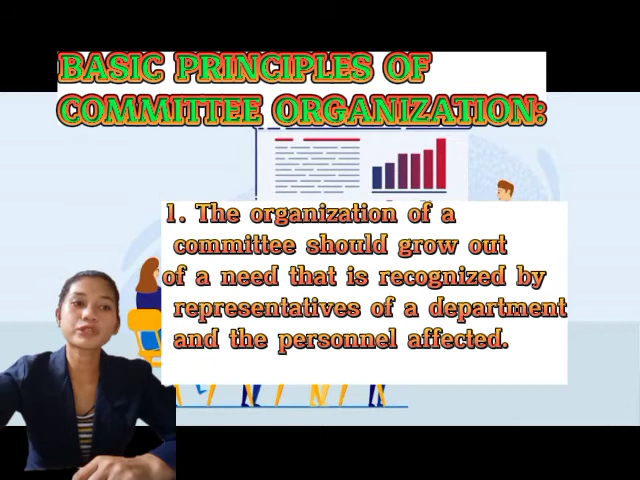 BASIC PRINCIPLES OF
COMMITTEE ORGANIZATION:
1. The organization of a
committee should grow out
of a need that is recognized by
representatives of a department
and the personnel affected.